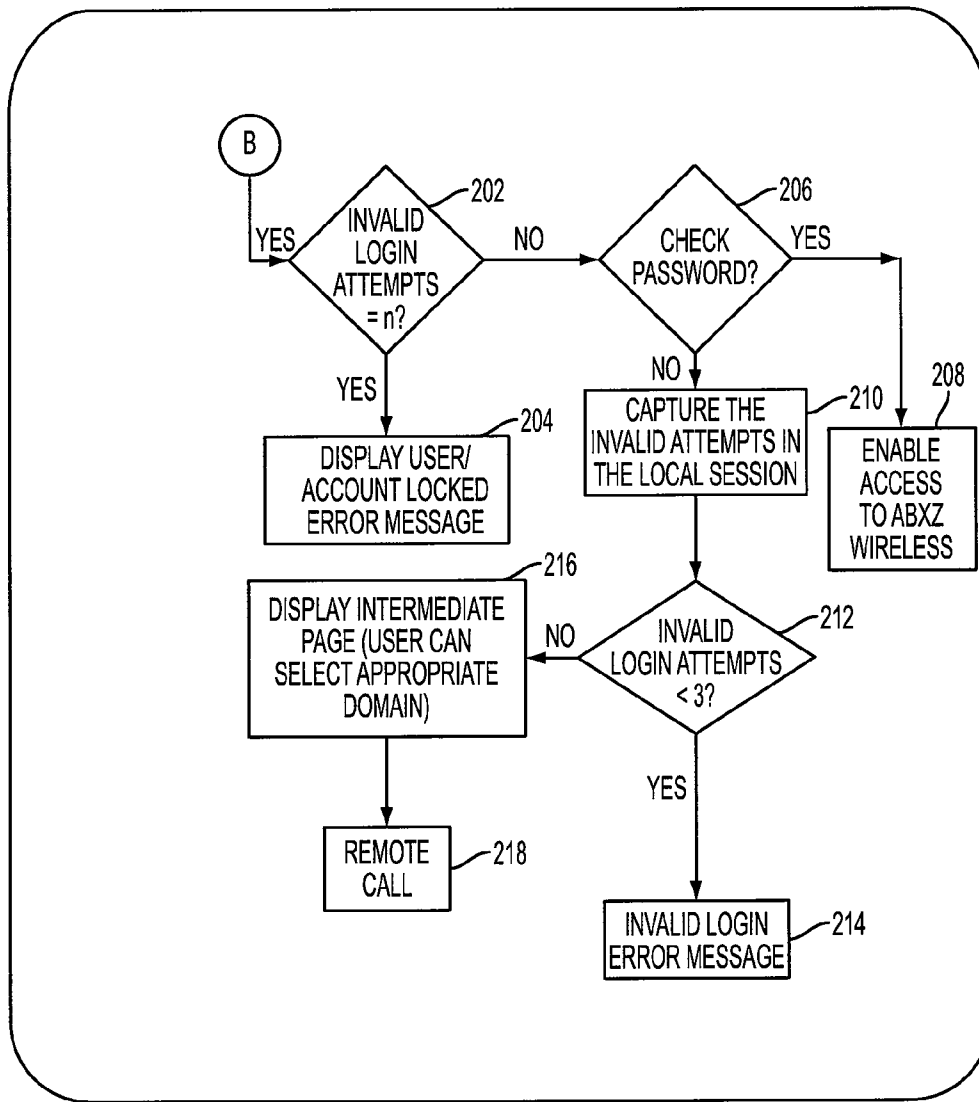 B
YES
INVALID
LOGIN
ATTEMPTS
= n?
202
NO
CHECK
PASSWORD?
206
YES
YES
DISPLAY USER/
ACCOUNT LOCKED
ERROR MESSAGE
204
NO
CAPTURE THE
INVALID ATTEMPTS IN
THE LOCAL SESSION
210
ENABLE
ACCESS
TO ABXZ
WIRELESS
208
INVALID
LOGIN ATTEMPTS
< 3?
212
NO
DISPLAY INTERMEDIATE
PAGE (USER CAN
SELECT APPROPRIATE
DOMAIN)
216
REMOTE
CALL
218
YES
INVALID LOGIN
ERROR MESSAGE
214